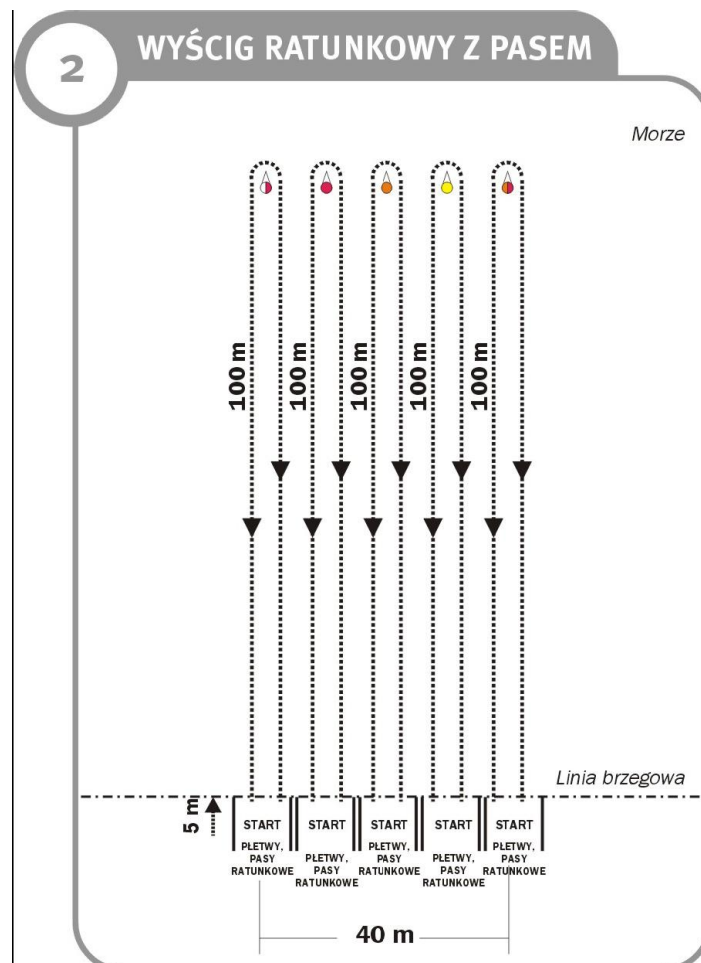 2
WYŚCIG RATUNKOWY Z PASEM
Morze
100 m
100 m
100 m
100 m
100 m
Linia brzegowa
5 m
START
START
START
START
START
PŁETWY,
PASY
RATUNKOWE
PŁETWY,
PASY
RATUNKOWE
PŁETWY,
PASY
RATUNKOWE
PŁETWY,
PASY
RATUNKOWE
PŁETWY,
PASY
RATUNKOWE
40 m